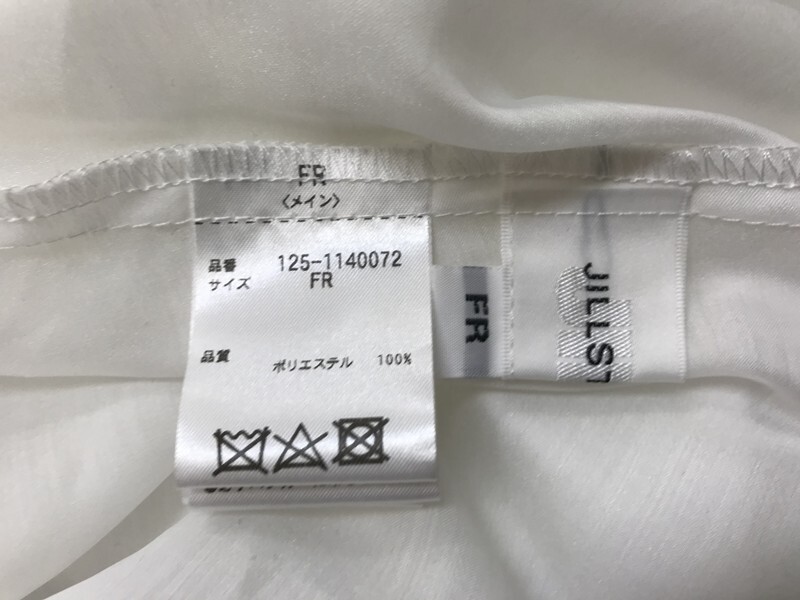 FR
〈メイン〉
品番 125-1140072
サイズ FR
品質 ポリエステル 100%
FR
JILLST